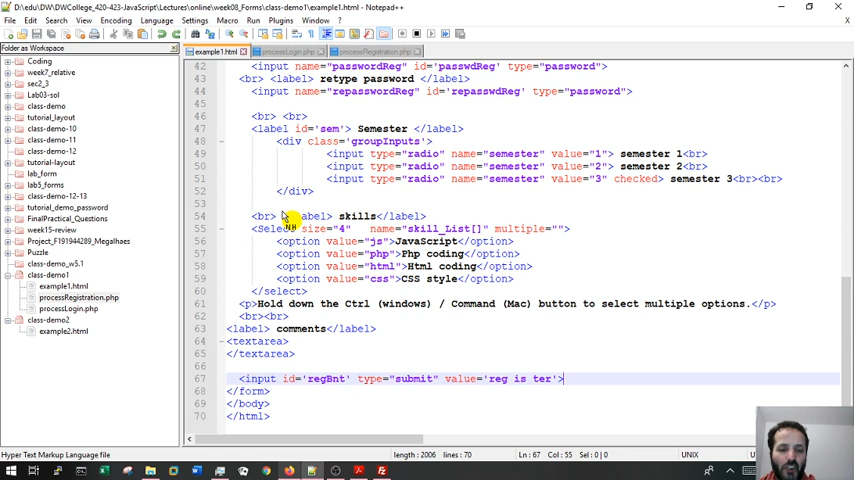 D:\edu\DW\DWCollege_420-423-JavaScript\Lectures\online\week08_Forms\class-demo1\example1.html - Notepad++
File Edit Search View Encoding Language Settings Tools Macro Run Plugins Window ?
Folder as Workspace
example1.html processLogin.php processRegistration.php
Coding
week7_relative
sec2_3
Lab03-sol
class-demo
tutorial_layout
class-demo-10
class-demo-11
class-demo-12
tutorial-layout
lab_form
lab5_forms
class-demo-12-13
tutorial_demo_password
FinalPractical_Questions
week15-review
Project_F191944289_Megalhaes
Puzzle
class-demo_w5.1
class-demo1
example1.html
processRegistration.php
processLogin.php
class-demo2
example2.html
42 <input name="passwordReg" id='passwdReg' type="password">
43 <br> <label> retype password </label>
44 <input name="repasswordReg" id='repasswdReg' type="password">
45
46 <br> <br>
47 <label id='sem'> Semester </label>
48 <div class='groupInputs'>
49 <input type="radio" name="semester" value="1"> semester 1<br>
50 <input type="radio" name="semester" value="2"> semester 2<br>
51 <input type="radio" name="semester" value="3" checked> semester 3<br><br>
52 </div>
53
54 <br> <label> skills</label>
55 <Select size="4" name="skill_List[]" multiple="">
56 <option value="js">JavaScript</option>
57 <option value="php">Php coding</option>
58 <option value="html">Html coding</option>
59 <option value="css">CSS style</option>
60 </select>
61 <p>Hold down the Ctrl (windows) / Command (Mac) button to select multiple options.</p>
62 <br><br>
63 <label> comments</label>
64 <textarea>
65 </textarea>
66
67 <input id='regBnt' type="submit" value='reg is ter'>
68 </form>
69 </body>
70 </html>
Hyper Text Markup Language file length : 2006 lines : 70 Ln : 67 Col : 55 Sel : 0 | 0 UNIX